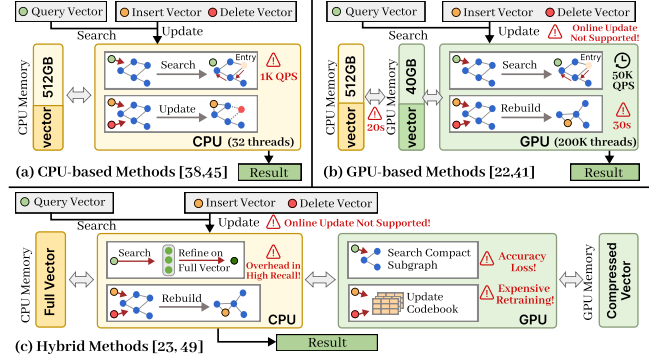 Query Vector
Insert Vector
Delete Vector
Search
Update
CPU Memory
512GB
vector
Search
Entry
1K QPS
Update
CPU (32 threads)
Result
(a) CPU-based Methods [38,45]
Query Vector
Insert Vector
Delete Vector
Search
Update
Online Update
Not Supported!
CPU Memory
512GB
vector
20s
GPU Memory
40GB
vector
Search
Entry
50K
QPS
Rebuild
30s
GPU (200K threads)
Result
(b) GPU-based Methods [22,41]
Query Vector
Insert Vector
Delete Vector
Search
Update
Online Update Not Supported!
CPU Memory
Full Vector
Search
Refine on
Full Vector
Overhead in
High Recall!
Rebuild
CPU
Search Compact
Subgraph
Accuracy
Loss!
Update
Codebook
Expensive
Retraining!
GPU
GPU Memory
Compressed
Vector
Result
(c) Hybrid Methods [23, 49]